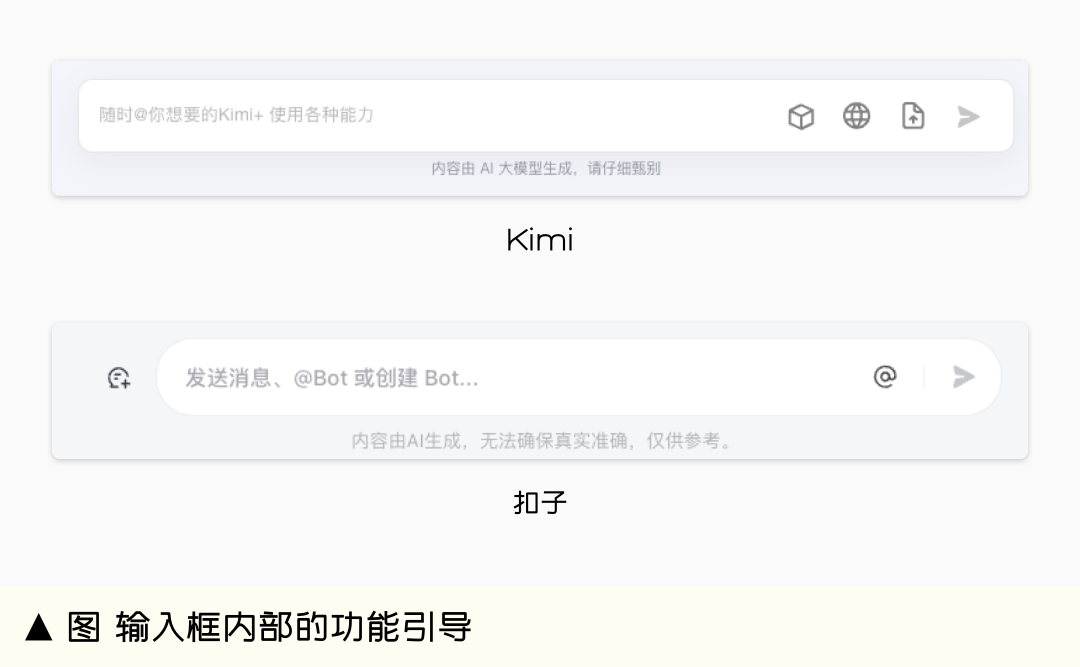 随时@你想要的Kimi+ 使用各种能力
内容由 AI 大模型生成，请仔细甄别
Kimi
发送消息、@Bot 或创建 Bot...
@
内容由AI生成，无法确保真实准确，仅供参考。
扣子
▲ 图 输入框内部的功能引导